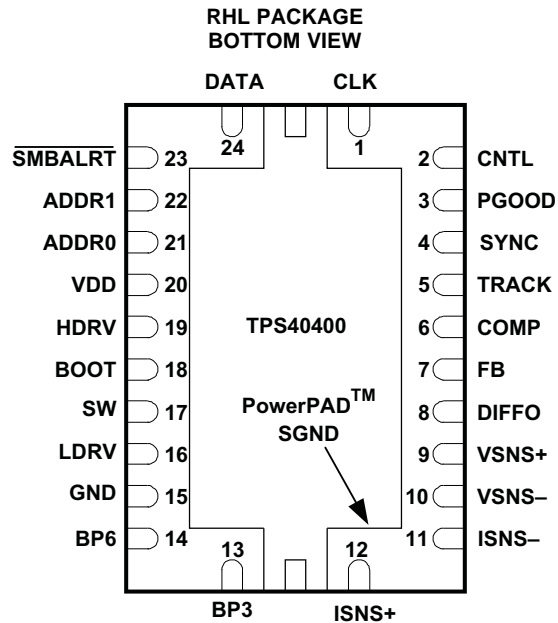 RHL PACKAGE
BOTTOM VIEW
DATA CLK
24 1
SMBALRT 23 2 CNTL
ADDR1 22 3 PGOOD
ADDR0 21 4 SYNC
VDD 20 5 TRACK
HDRV 19 TPS40400 6 COMP
BOOT 18 7 FB
SW 17 PowerPAD™ 8 DIFFO
SGND
LDRV 16 9 VSNS+
GND 15 10 VSNS–
BP6 14 11 ISNS–
13 12
BP3 ISNS+